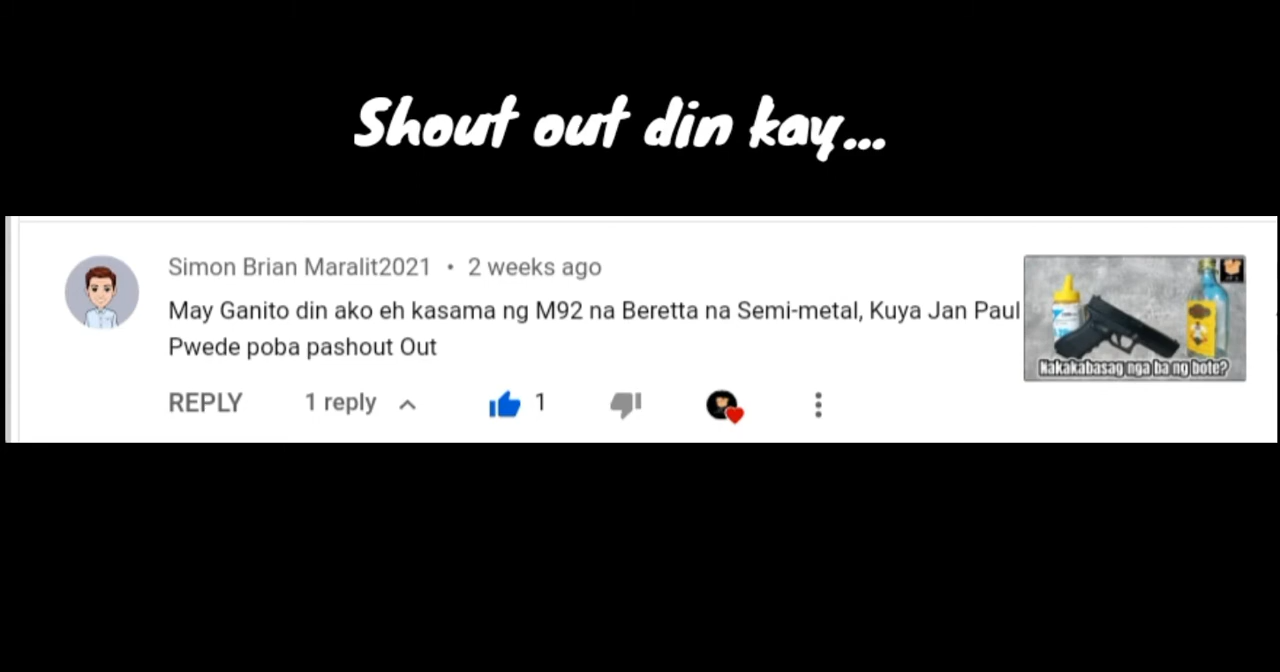 Shout out din kay...
Simon Brian Maralit2021 • 2 weeks ago
May Ganito din ako eh kasama ng M92 na Beretta na Semi-metal, Kuya Jan Paul
Pwede poba pashout Out
Nakakabasag nga ba ng bote?
REPLY 1 reply 1